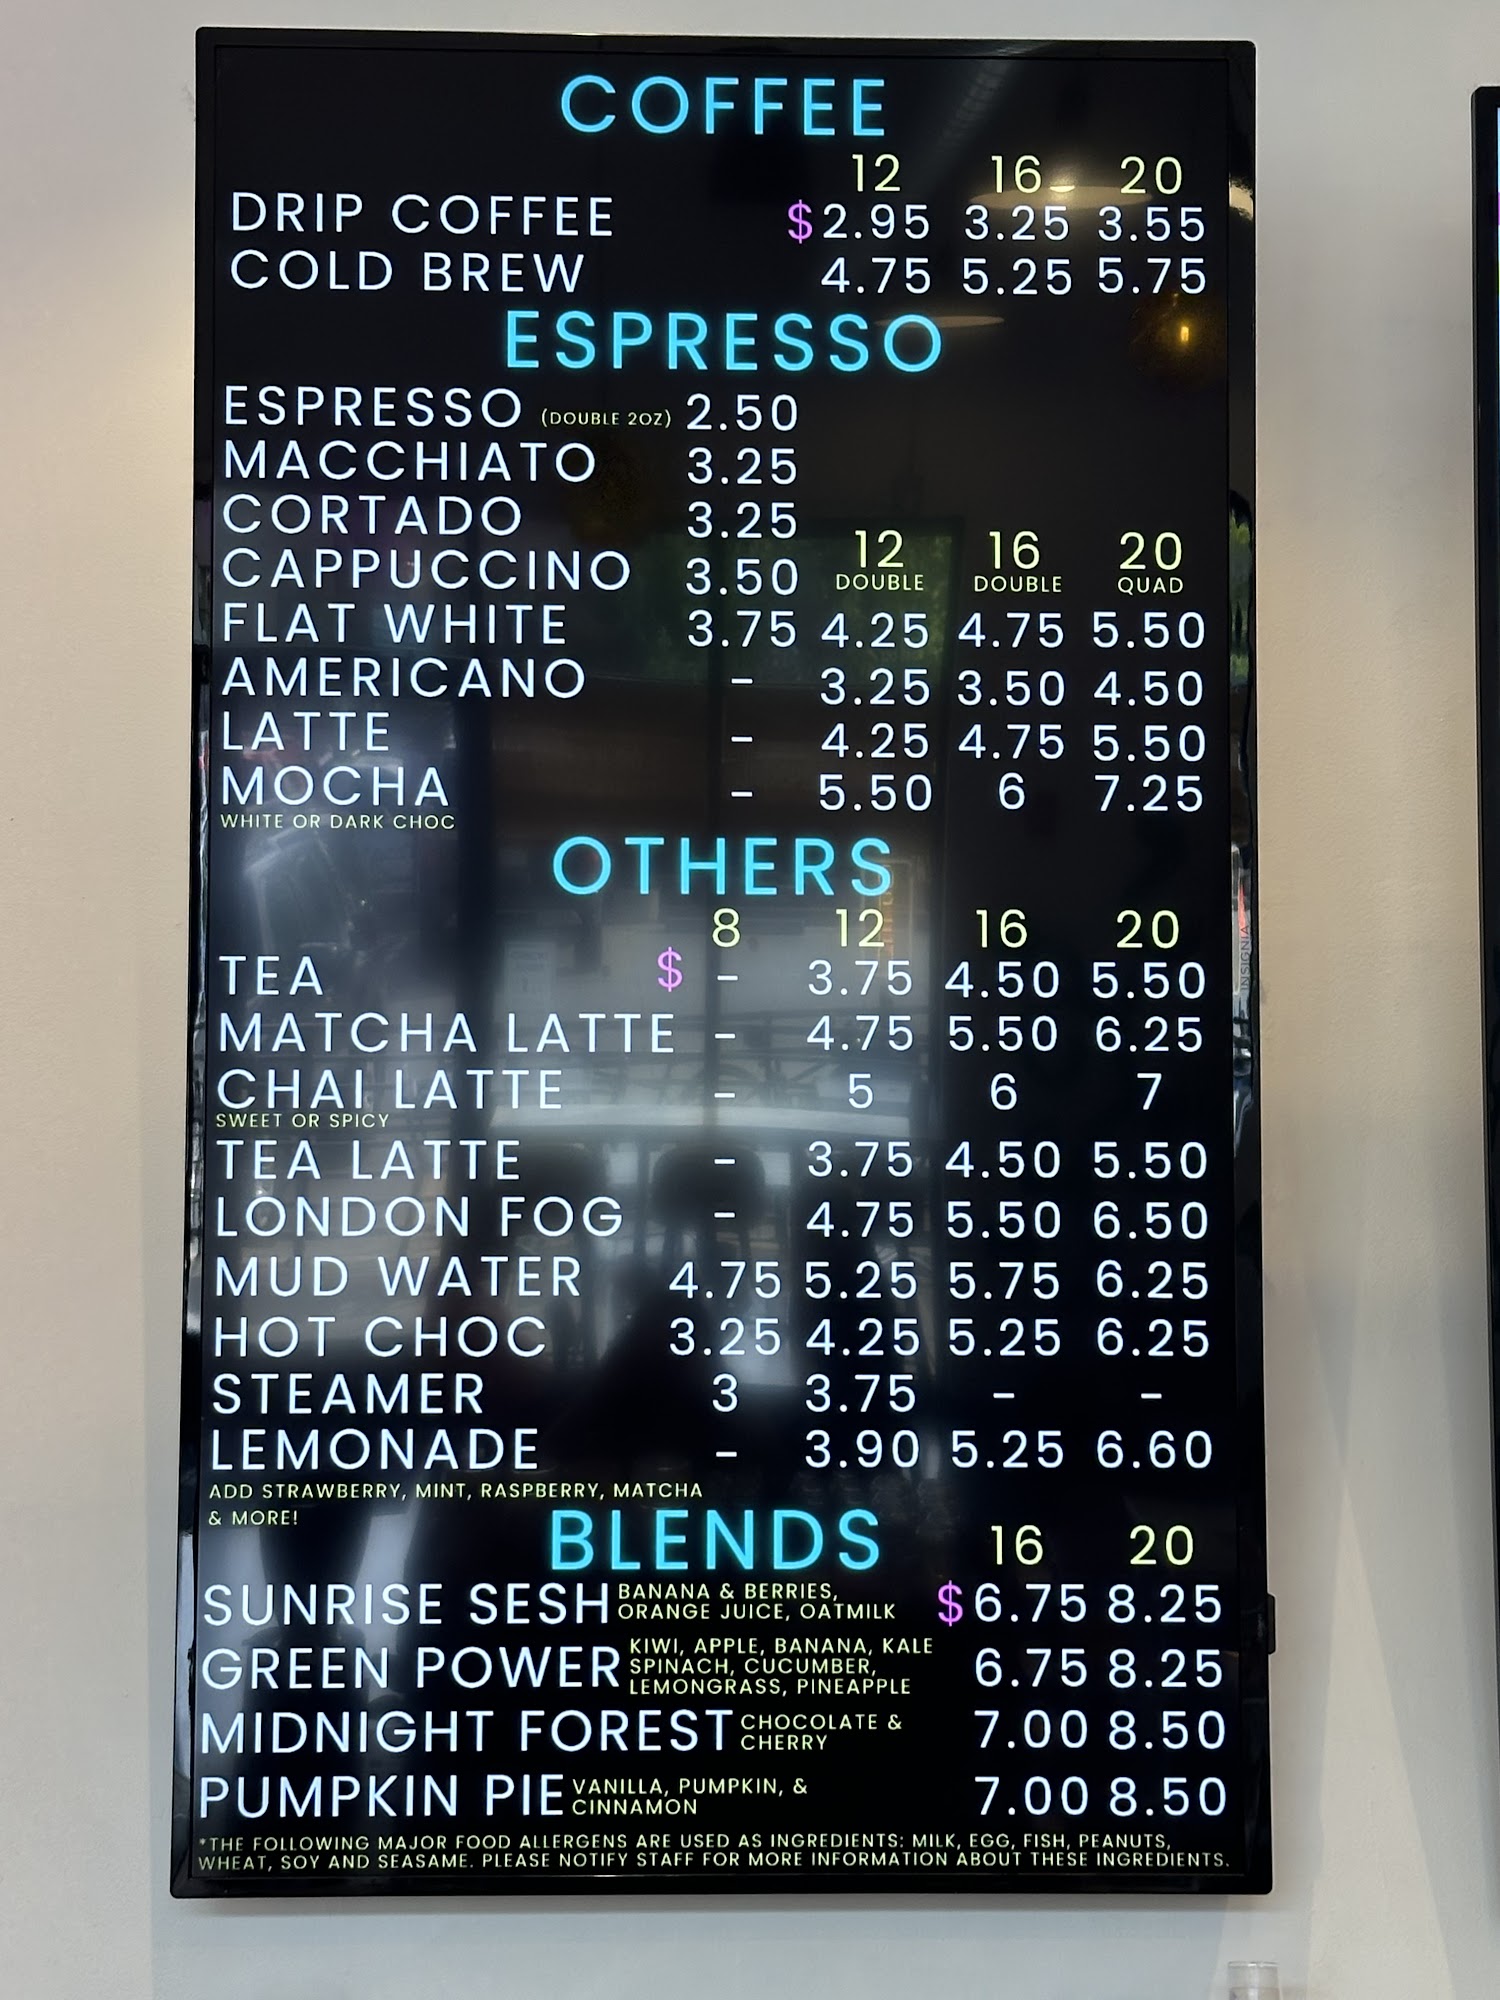 COFFEE
12 16 20
DRIP COFFEE $2.95 3.25 3.55
COLD BREW 4.75 5.25 5.75
ESPRESSO
ESPRESSO (DOUBLE 2OZ) 2.50
MACCHIATO 3.25
CORTADO 3.25
12 16 20
CAPPUCCINO 3.50 DOUBLE DOUBLE QUAD
FLAT WHITE 3.75 4.25 4.75 5.50
AMERICANO - 3.25 3.50 4.50
LATTE - 4.25 4.75 5.50
MOCHA - 5.50 6 7.25
WHITE OR DARK CHOC
OTHERS
8 12 16 20
TEA $ - 3.75 4.50 5.50
MATCHA LATTE - 4.75 5.50 6.25
CHAI LATTE - 5 6 7
SWEET OR SPICY
TEA LATTE - 3.75 4.50 5.50
LONDON FOG - 4.75 5.50 6.50
MUD WATER 4.75 5.25 5.75 6.25
HOT CHOC 3.25 4.25 5.25 6.25
STEAMER 3 3.75 - -
LEMONADE - 3.90 5.25 6.60
ADD STRAWBERRY, MINT, RASPBERRY, MATCHA
& MORE!
BLENDS 16 20
SUNRISE SESH BANANA & BERRIES,
ORANGE JUICE, OATMILK $6.75 8.25
GREEN POWER KIWI, APPLE, BANANA, KALE
SPINACH, CUCUMBER,
LEMONGRASS, PINEAPPLE 6.75 8.25
MIDNIGHT FOREST CHOCOLATE &
CHERRY 7.00 8.50
PUMPKIN PIE VANILLA, PUMPKIN, &
CINNAMON 7.00 8.50
*THE FOLLOWING MAJOR FOOD ALLERGENS ARE USED AS INGREDIENTS: MILK, EGG, FISH, PEANUTS,
WHEAT, SOY AND SEASAME. PLEASE NOTIFY STAFF FOR MORE INFORMATION ABOUT THESE INGREDIENTS.
INSIGNIA